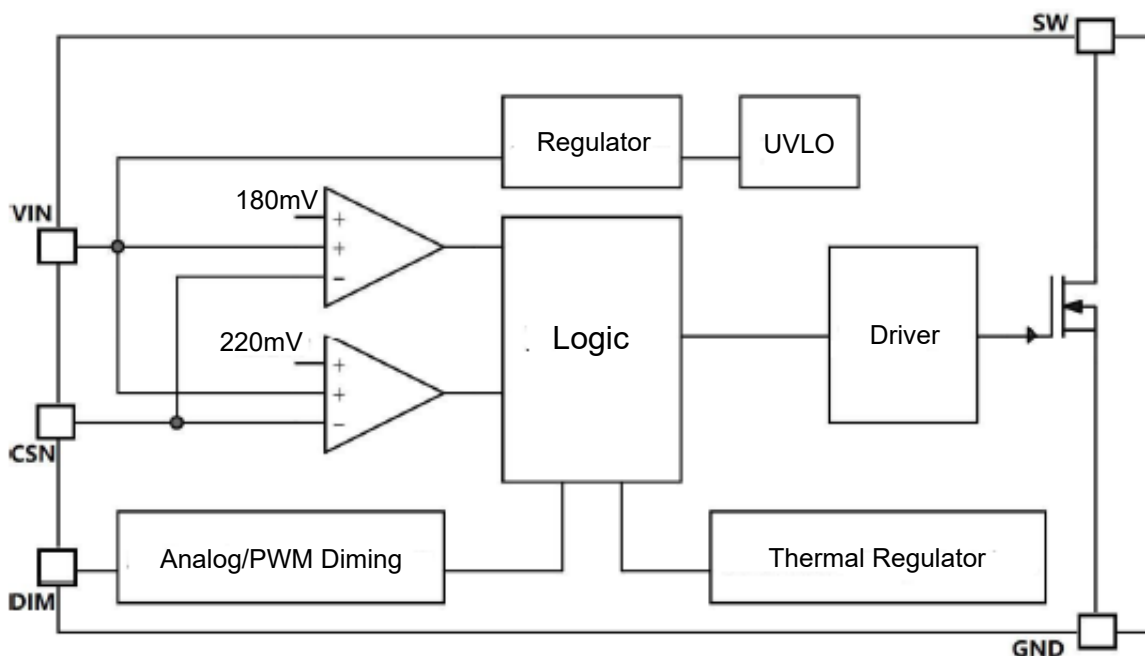 SW
Regulator
UVLO
180mV
VIN
+
+
−
220mV
Logic
Driver
+
+
−
CSN
Analog/PWM Diming
Thermal Regulator
DIM
GND